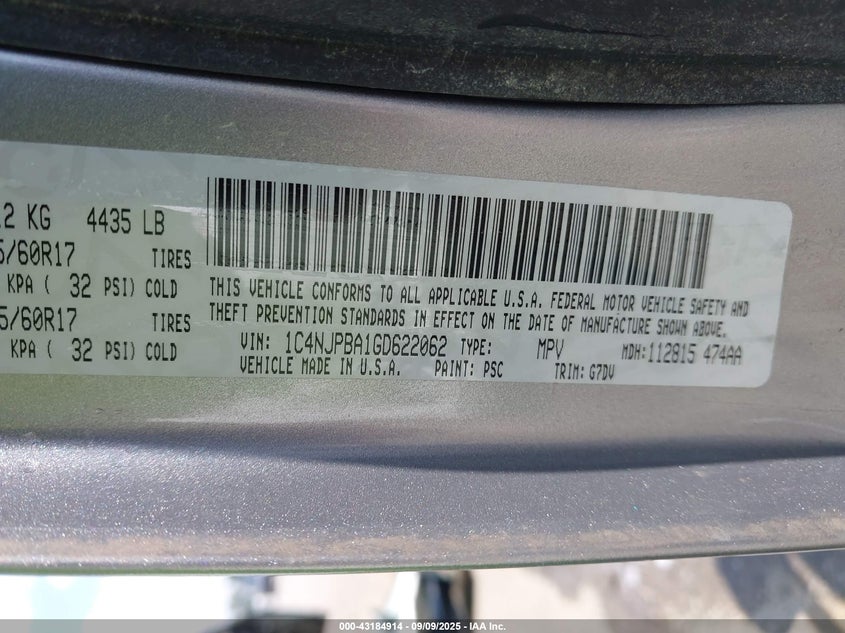 .2 KG 4435 LB
5/60R17 TIRES
KPA ( 32 PSI) COLD
5/60R17 TIRES
KPA ( 32 PSI) COLD
THIS VEHICLE CONFORMS TO ALL APPLICABLE U.S.A. FEDERAL MOTOR VEHICLE SAFETY AND
THEFT PREVENTION STANDARDS IN EFFECT ON THE DATE OF MANUFACTURE SHOWN ABOVE.
VIN: 1C4NJPBA1GD622062 TYPE: MPV MDH:112815 474AA
VEHICLE MADE IN U.S.A. PAINT: PSC TRIM: G7DV
000-43184914 - 09/09/2025 - IAA Inc.